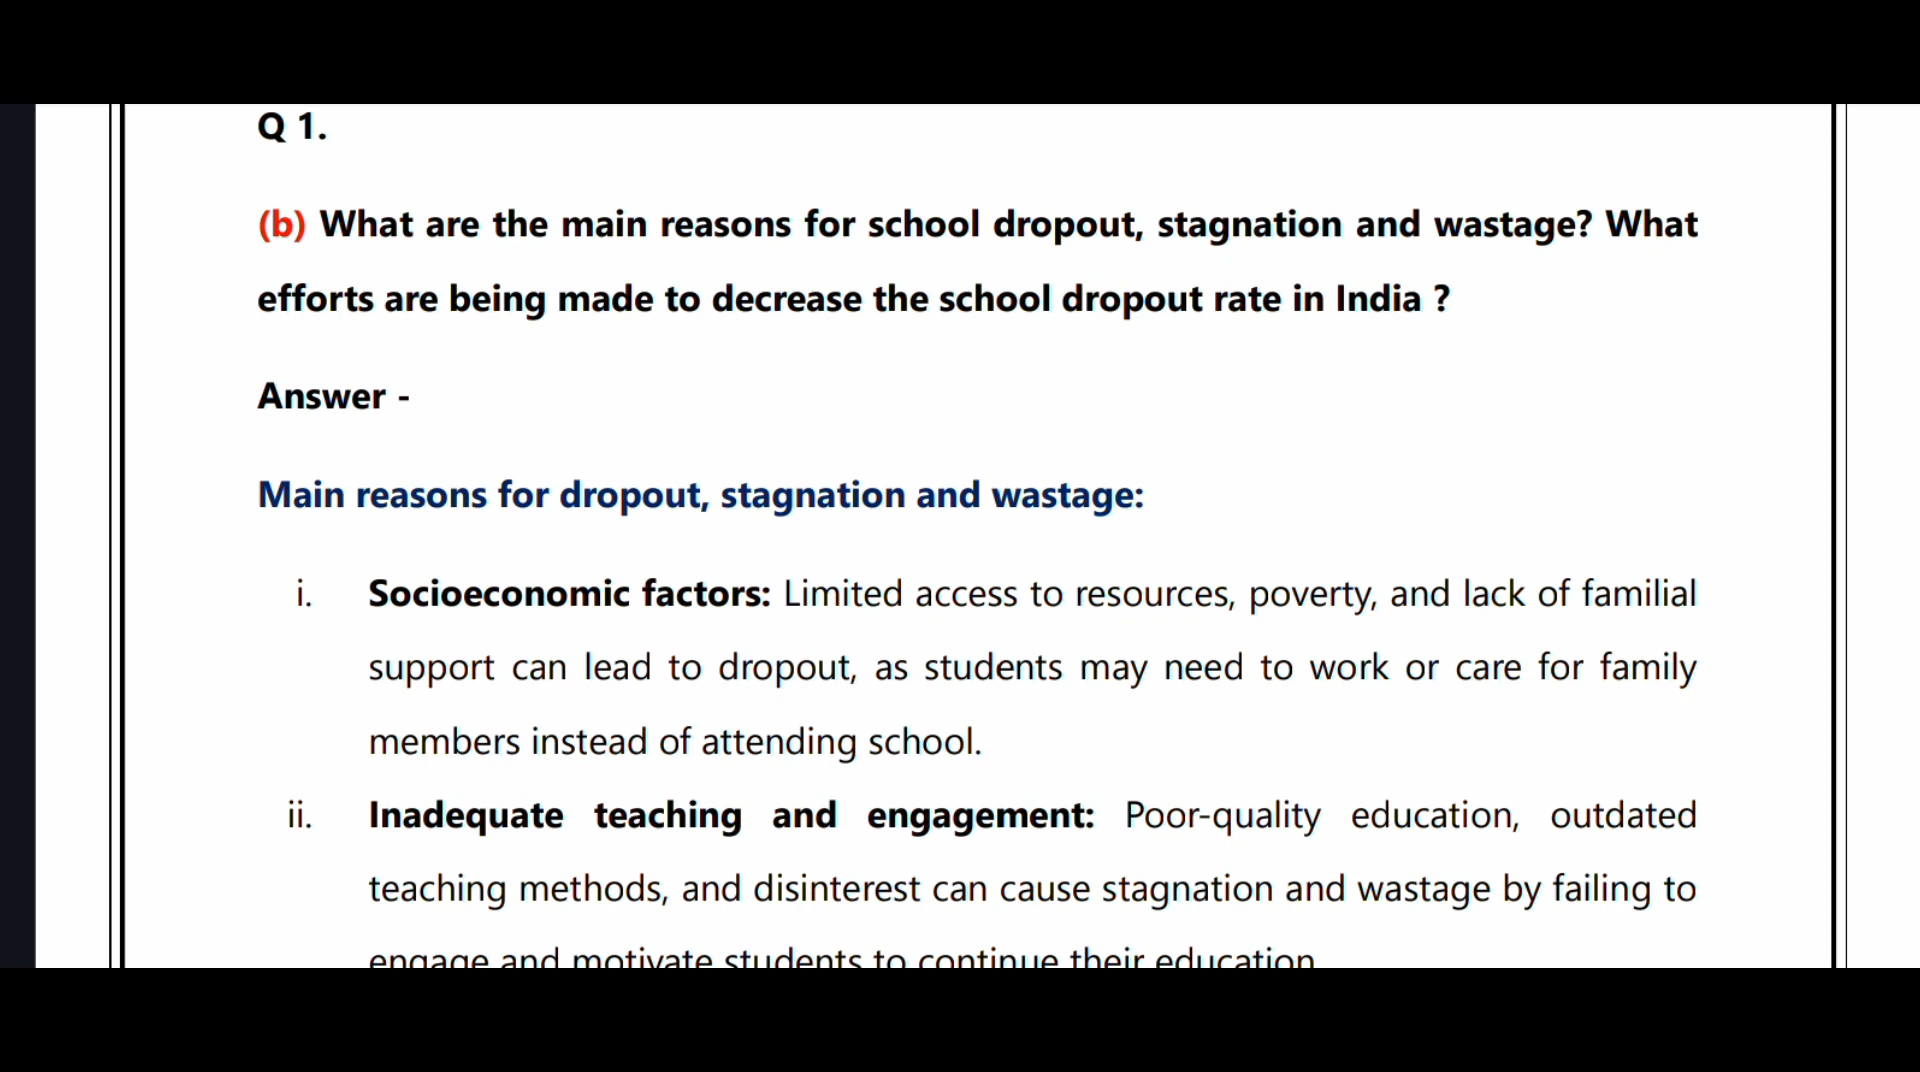 Q 1.
(b) What are the main reasons for school dropout, stagnation and wastage? What
efforts are being made to decrease the school dropout rate in India ?
Answer -
Main reasons for dropout, stagnation and wastage:
i. Socioeconomic factors: Limited access to resources, poverty, and lack of familial
support can lead to dropout, as students may need to work or care for family
members instead of attending school.
ii. Inadequate teaching and engagement: Poor-quality education, outdated
teaching methods, and disinterest can cause stagnation and wastage by failing to
engage and motivate students to continue their education